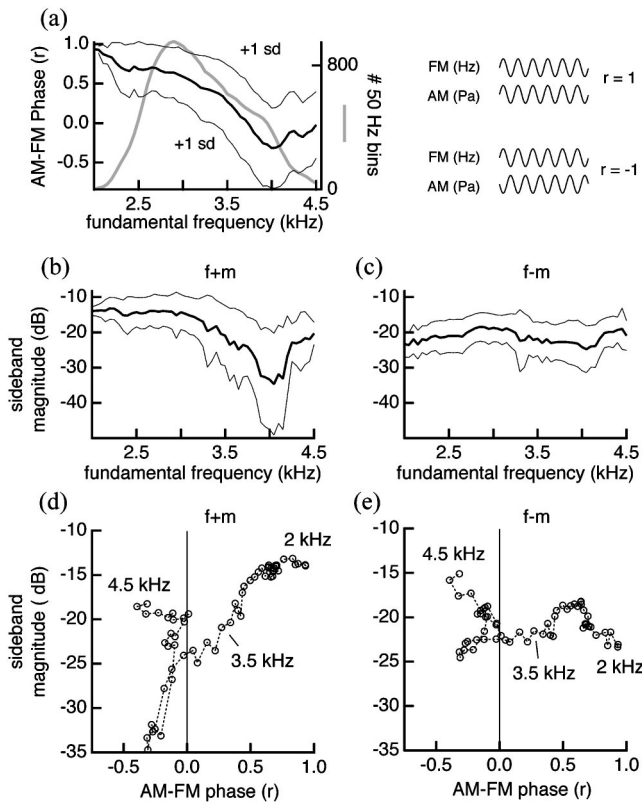 (a)
AM-FM Phase (r)
1.0
0.5
0.0
-0.5
+1 sd
+1 sd
2.5
3.5
4.5
fundamental frequency (kHz)
800
0
# 50 Hz bins
FM (Hz)
AM (Pa)
r = 1
FM (Hz)
AM (Pa)
r = -1
(b)
f+m
sideband
magnitude (dB)
-10
-20
-30
-40
2.5
3.5
4.5
fundamental frequency (kHz)
(c)
f-m
sideband
magnitude (dB)
-10
-20
-30
-40
2.5
3.5
4.5
fundamental frequency (kHz)
(d)
f+m
sideband
magnitude ( dB)
-10
-15
-20
-25
-30
-35
4.5 kHz
2 kHz
3.5 kHz
-0.5
0.0
0.5
1.0
AM-FM phase (r)
(e)
f-m
sideband
magnitude ( dB)
-10
-15
-20
-25
-30
-35
4.5 kHz
3.5 kHz
2 kHz
-0.5
0.0
0.5
1.0
AM-FM phase (r)